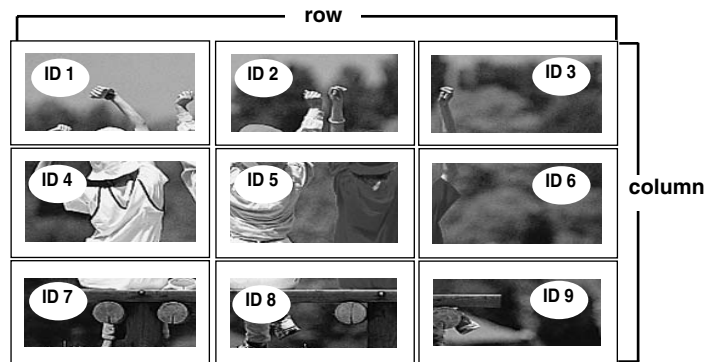 row
ID 1
ID 2
ID 3
ID 4
ID 5
ID 6
column
ID 7
ID 8
ID 9